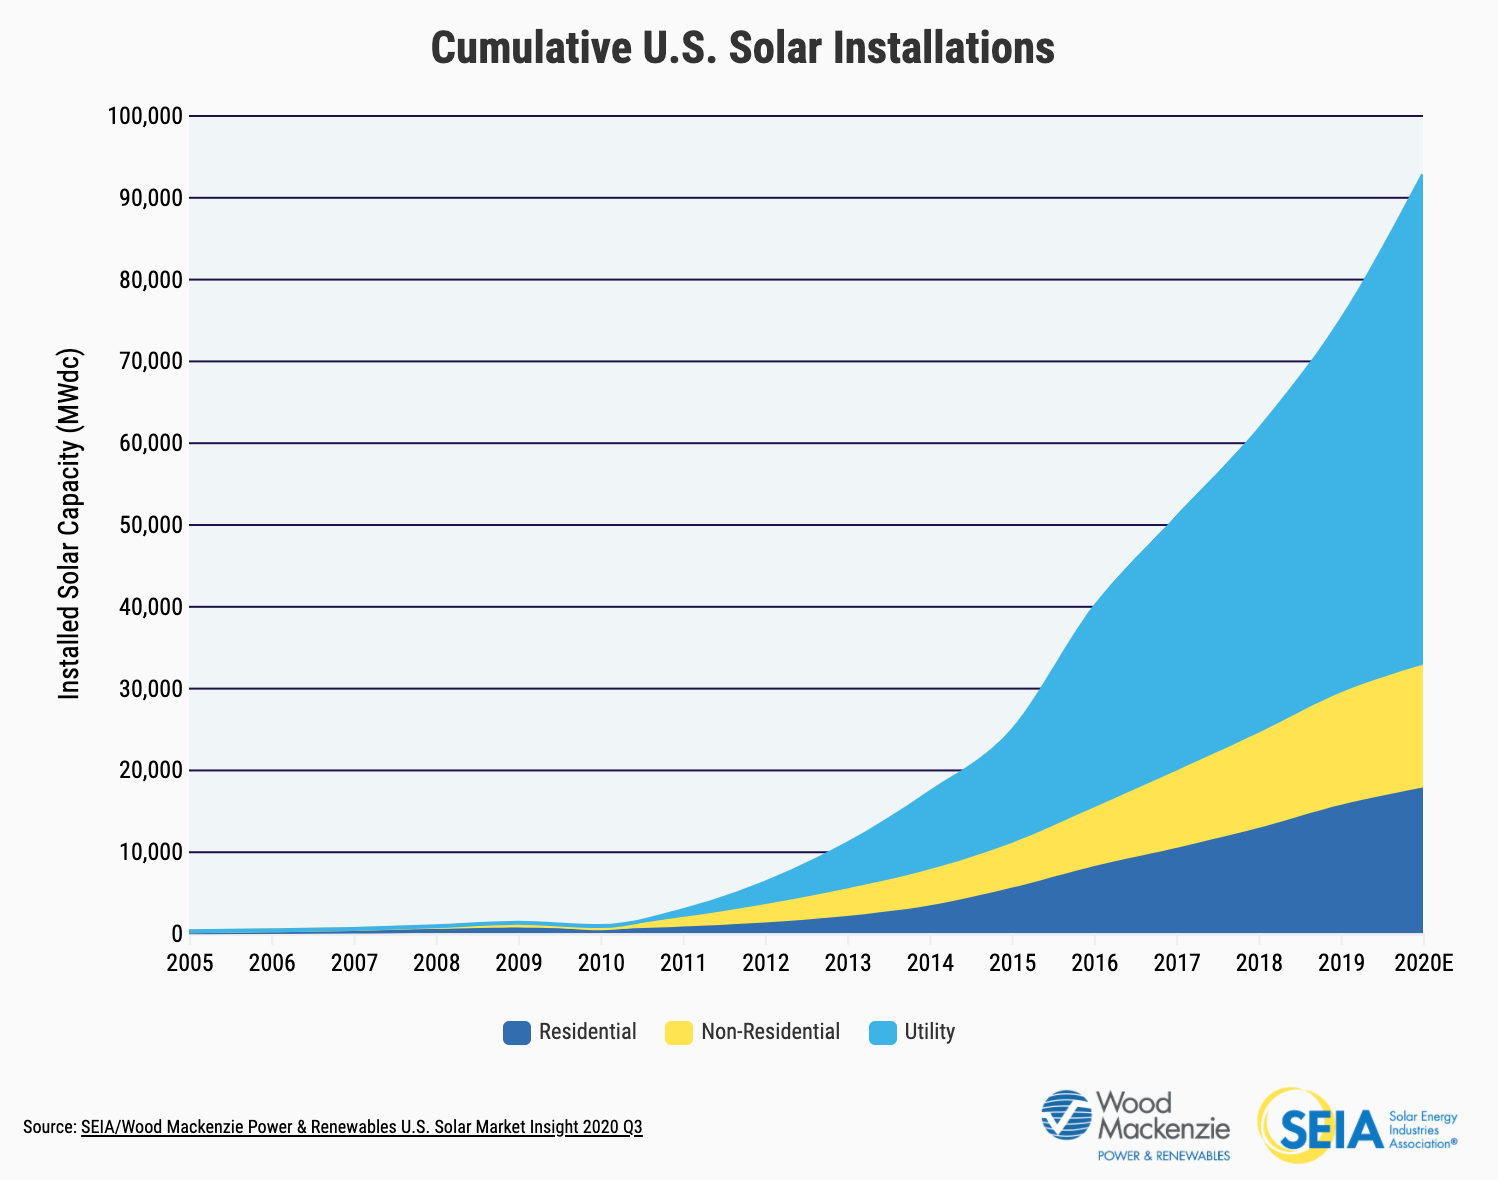 Cumulative U.S. Solar Installations
Installed Solar Capacity (MWdc)
100,000
90,000
80,000
70,000
60,000
50,000
40,000
30,000
20,000
10,000
0
2005 2006 2007 2008 2009 2010 2011 2012 2013 2014 2015 2016 2017 2018 2019 2020E
Residential Non-Residential Utility
Source: SEIA/Wood Mackenzie Power & Renewables U.S. Solar Market Insight 2020 Q3
Wood
Mackenzie
POWER & RENEWABLES
SEIA
Solar Energy
Industries
Association®